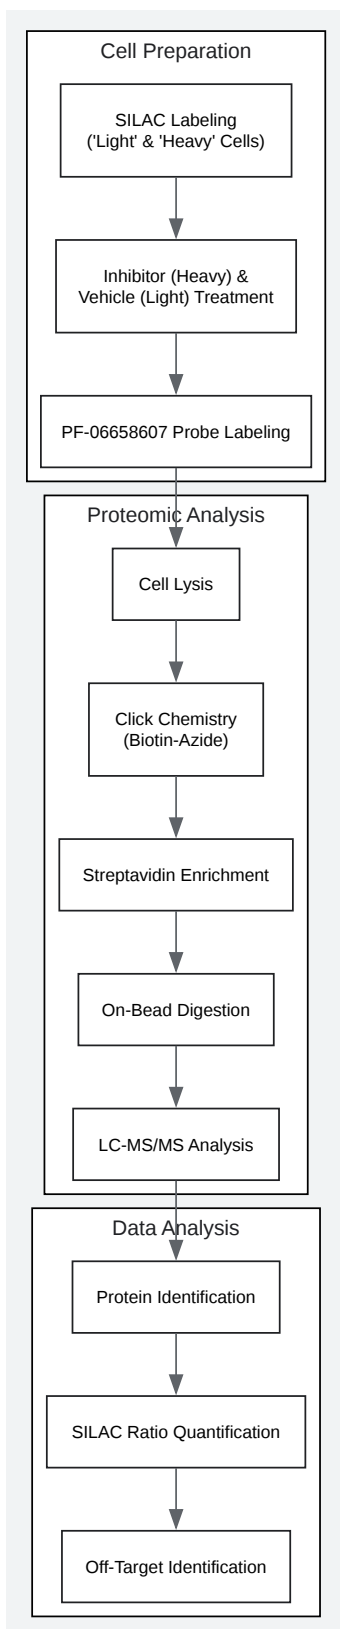 Cell Preparation
SILAC Labeling
('Light' & 'Heavy' Cells)
Inhibitor (Heavy) &
Vehicle (Light) Treatment
PF-06658607 Probe Labeling
Proteomic Analysis
Cell Lysis
Click Chemistry
(Biotin-Azide)
Streptavidin Enrichment
On-Bead Digestion
LC-MS/MS Analysis
Data Analysis
Protein Identification
SILAC Ratio Quantification
Off-Target Identification